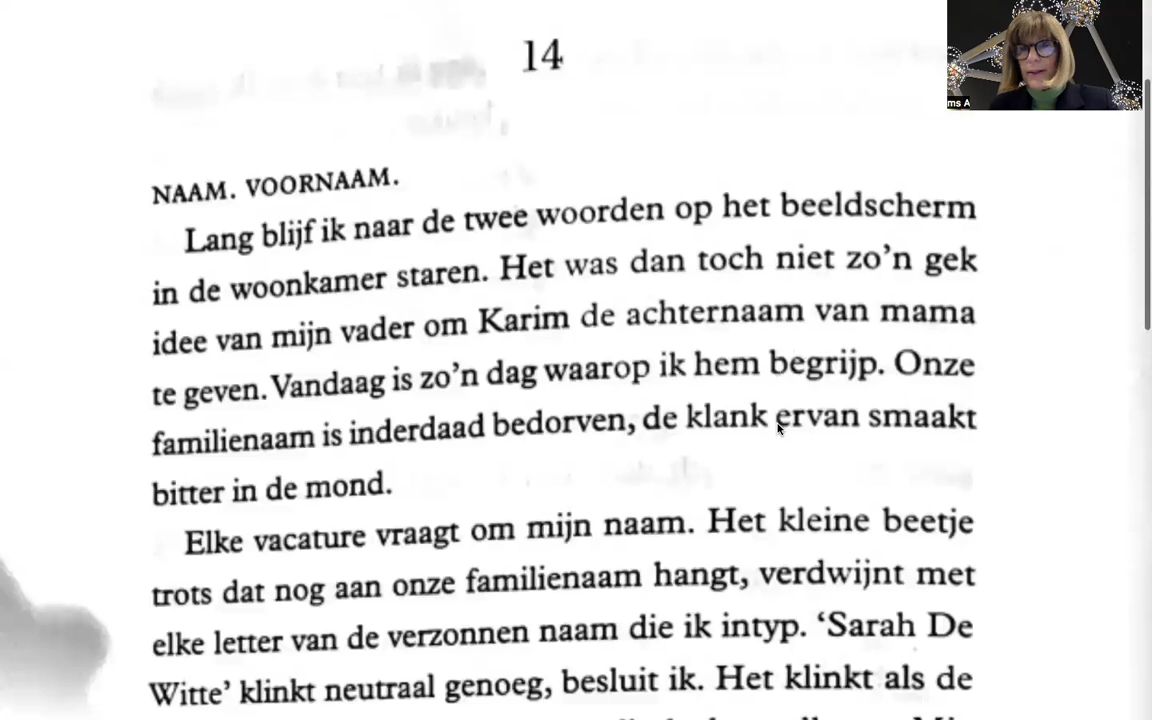 14
ms A
NAAM. VOORNAAM.
Lang blijf ik naar de twee woorden op het beeldscherm
in de woonkamer staren. Het was dan toch niet zo’n gek
idee van mijn vader om Karim de achternaam van mama
te geven. Vandaag is zo’n dag waarop ik hem begrijp. Onze
familienaam is inderdaad bedorven, de klank ervan smaakt
bitter in de mond.
Elke vacature vraagt om mijn naam. Het kleine beetje
trots dat nog aan onze familienaam hangt, verdwijnt met
elke letter van de verzonnen naam die ik intyp. ‘Sarah De
Witte’ klinkt neutraal genoeg, besluit ik. Het klinkt als de